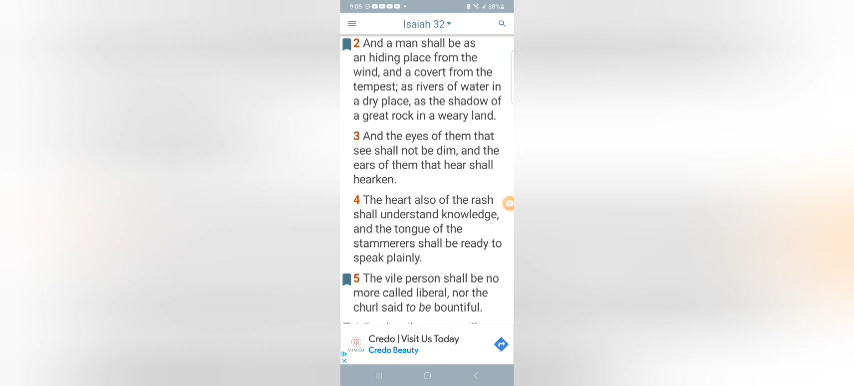 9:05 38%
Isaiah 32
2 And a man shall be as
an hiding place from the
wind, and a covert from the
tempest; as rivers of water in
a dry place, as the shadow of
a great rock in a weary land.
3 And the eyes of them that
see shall not be dim, and the
ears of them that hear shall
hearken.
4 The heart also of the rash
shall understand knowledge,
and the tongue of the
stammerers shall be ready to
speak plainly.
5 The vile person shall be no
more called liberal, nor the
churl said to be bountiful.
Credo | Visit Us Today
Credo Beauty